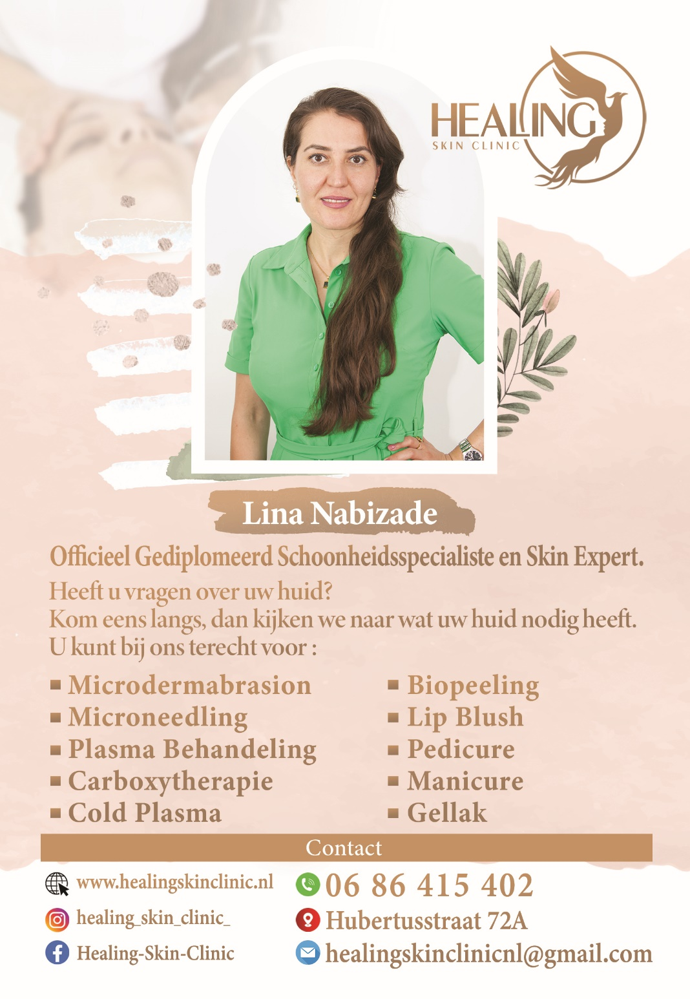 HEALING
SKIN CLINIC
Lina Nabizade
Officieel Gediplomeerd Schoonheidsspecialiste en Skin Expert.
Heeft u vragen over uw huid?
Kom eens langs, dan kijken we naar wat uw huid nodig heeft.
U kunt bij ons terecht voor :
Microdermabrasion
Microneedling
Plasma Behandeling
Carboxytherapie
Cold Plasma
Biopeeling
Lip Blush
Pedicure
Manicure
Gellak
Contact
www.healingskinclinic.nl
healing_skin_clinic_
Healing-Skin-Clinic
06 86 415 402
Hubertusstraat 72A
healingskinclinicnl@gmail.com